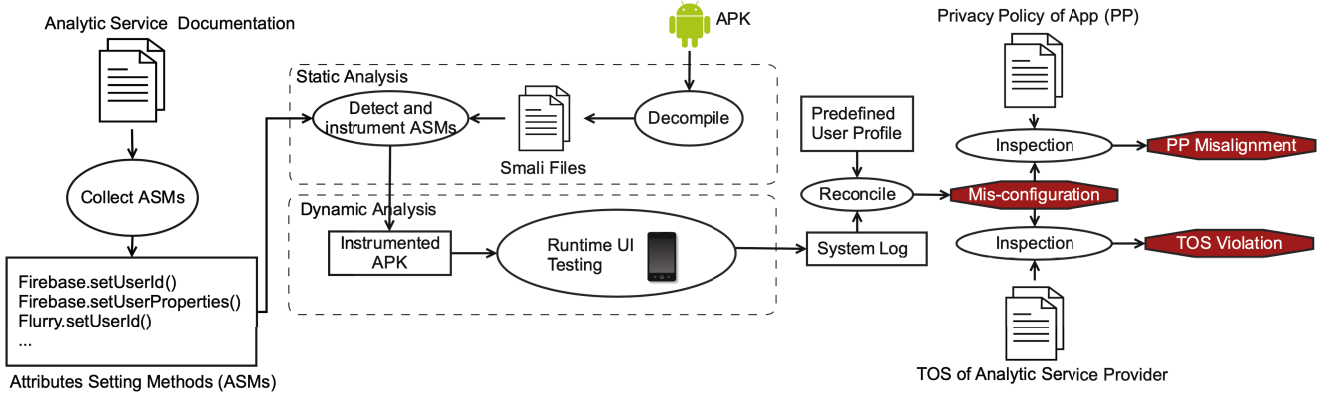 Analytic Service Documentation
Collect ASMs
Firebase.setUserId()
Firebase.setUserProperties()
Flurry.setUserId()
...
Attributes Setting Methods (ASMs)
APK
Static Analysis
Detect and
instrument ASMs
Smali Files
Decompile
Dynamic Analysis
Instrumented
APK
Runtime UI
Testing
Predefined
User Profile
Reconcile
System Log
Privacy Policy of App (PP)
Inspection
PP Misalignment
Mis-configuration
Inspection
TOS Violation
TOS of Analytic Service Provider